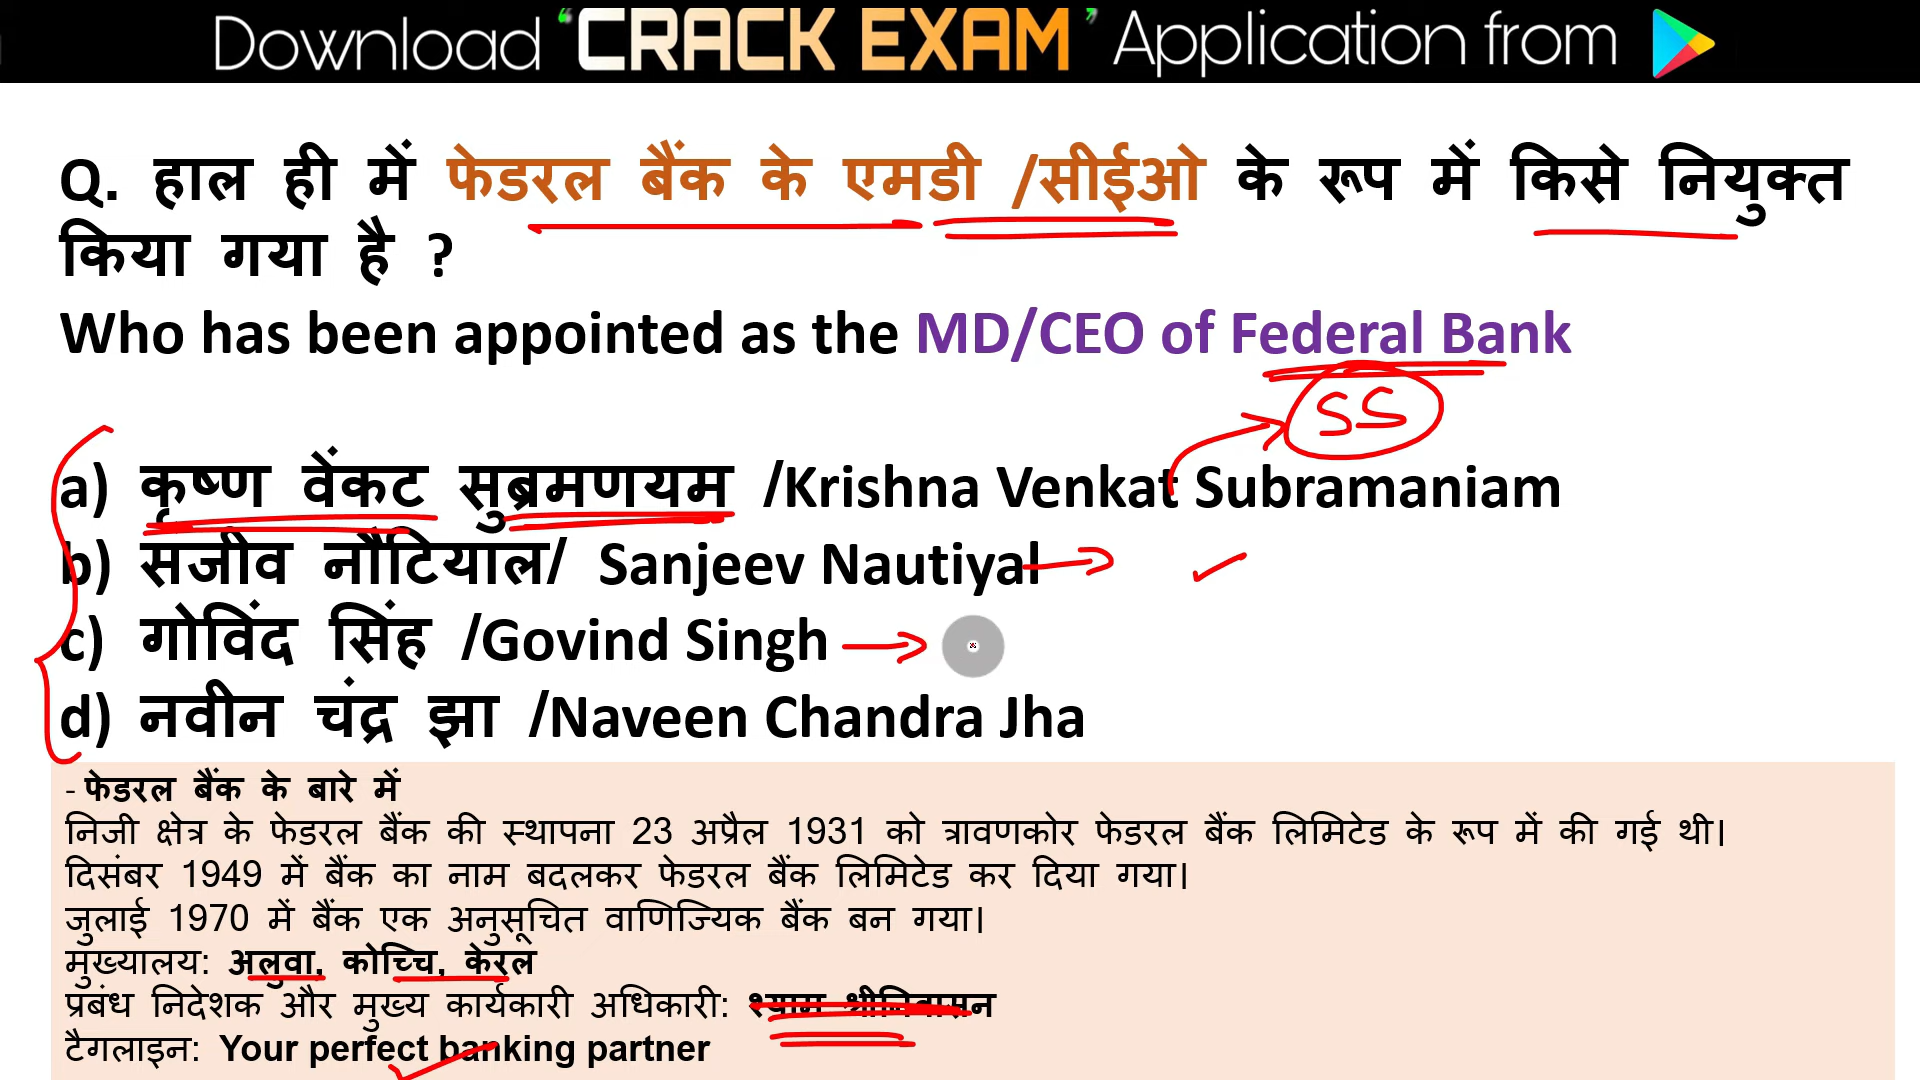 Download ‘CRACK EXAM’ Application from
Q. हाल ही में फेडरल बैंक के एमडी /सीईओ के रूप में किसे नियुक्त
किया गया है ?
Who has been appointed as the MD/CEO of Federal Bank
SS
a) कृष्ण वेंकट सुब्रमणयम /Krishna Venkat Subramaniam
b) सजीव नौटियाल/ Sanjeev Nautiyal
c) गोविंद सिंह /Govind Singh
d) नवीन चंद्र झा /Naveen Chandra Jha
- फेडरल बैंक के बारे में
निजी क्षेत्र के फेडरल बैंक की स्थापना 23 अप्रैल 1931 को त्रावणकोर फेडरल बैंक लिमिटेड के रूप में की गई थी।
दिसंबर 1949 में बैंक का नाम बदलकर फेडरल बैंक लिमिटेड कर दिया गया।
जुलाई 1970 में बैंक एक अनुसूचित वाणिज्यिक बैंक बन गया।
मुख्यालय: अलुवा, कोच्चि, केरल
प्रबंध निदेशक और मुख्य कार्यकारी अधिकारी: श्याम श्रीनिवासन
टैगलाइन: Your perfect banking partner